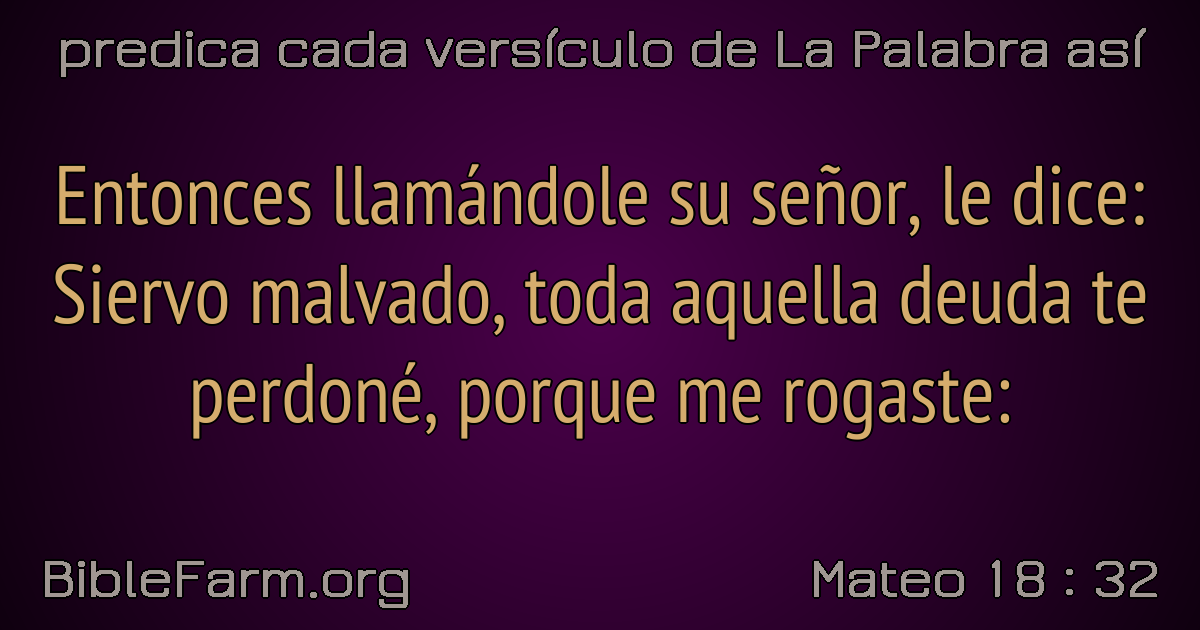 predica cada versículo de La Palabra así
Entonces llamándole su señor, le dice:
Siervo malvado, toda aquella deuda te
perdoné, porque me rogaste:
BibleFarm.org
Mateo 18 : 32